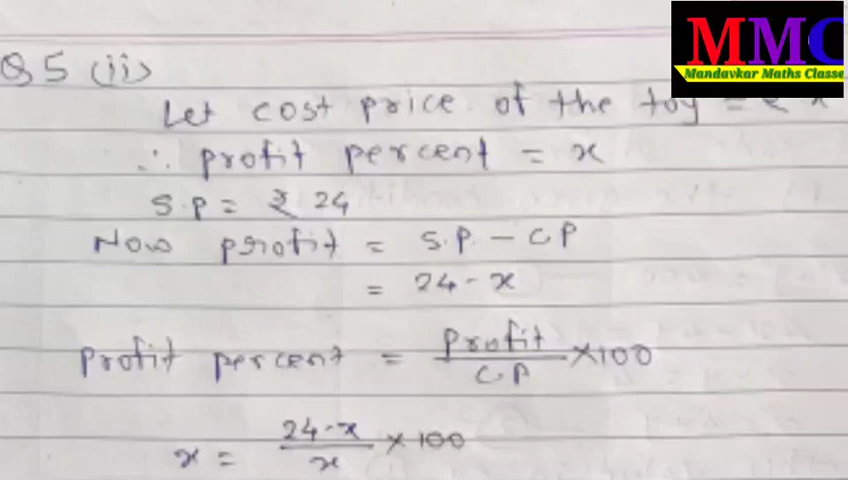 MMC
Mandavkar Maths Classe
Q5 (ii)
Let cost price of the toy = ₹ x
∴ profit percent = x
S.P = ₹ 24
Now profit = S.P. - CP
= 24 - x
Profit percent = Profit/CP × 100
x = 24-x/x × 100